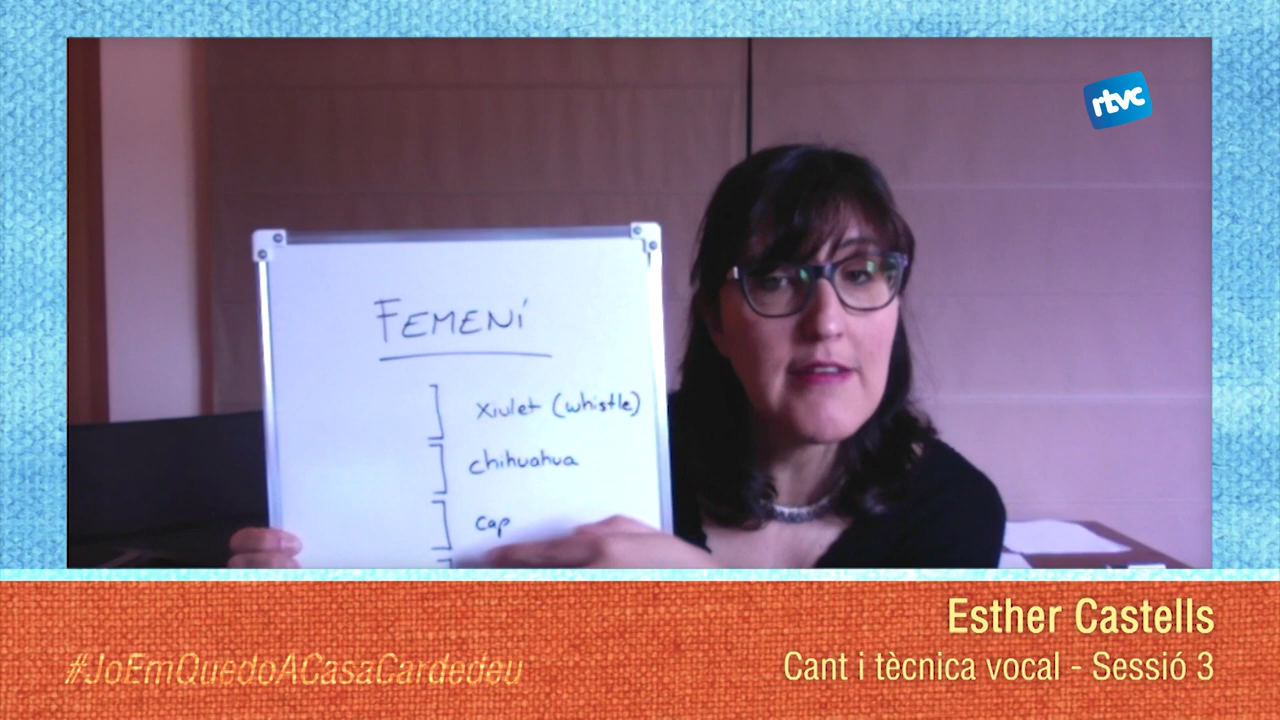 rtvc
FEMENÍ
xiulet (whistle)
chihuahua
cap
Esther Castells
#JoEmQuedoACasaCardedeu
Cant i tècnica vocal - Sessió 3